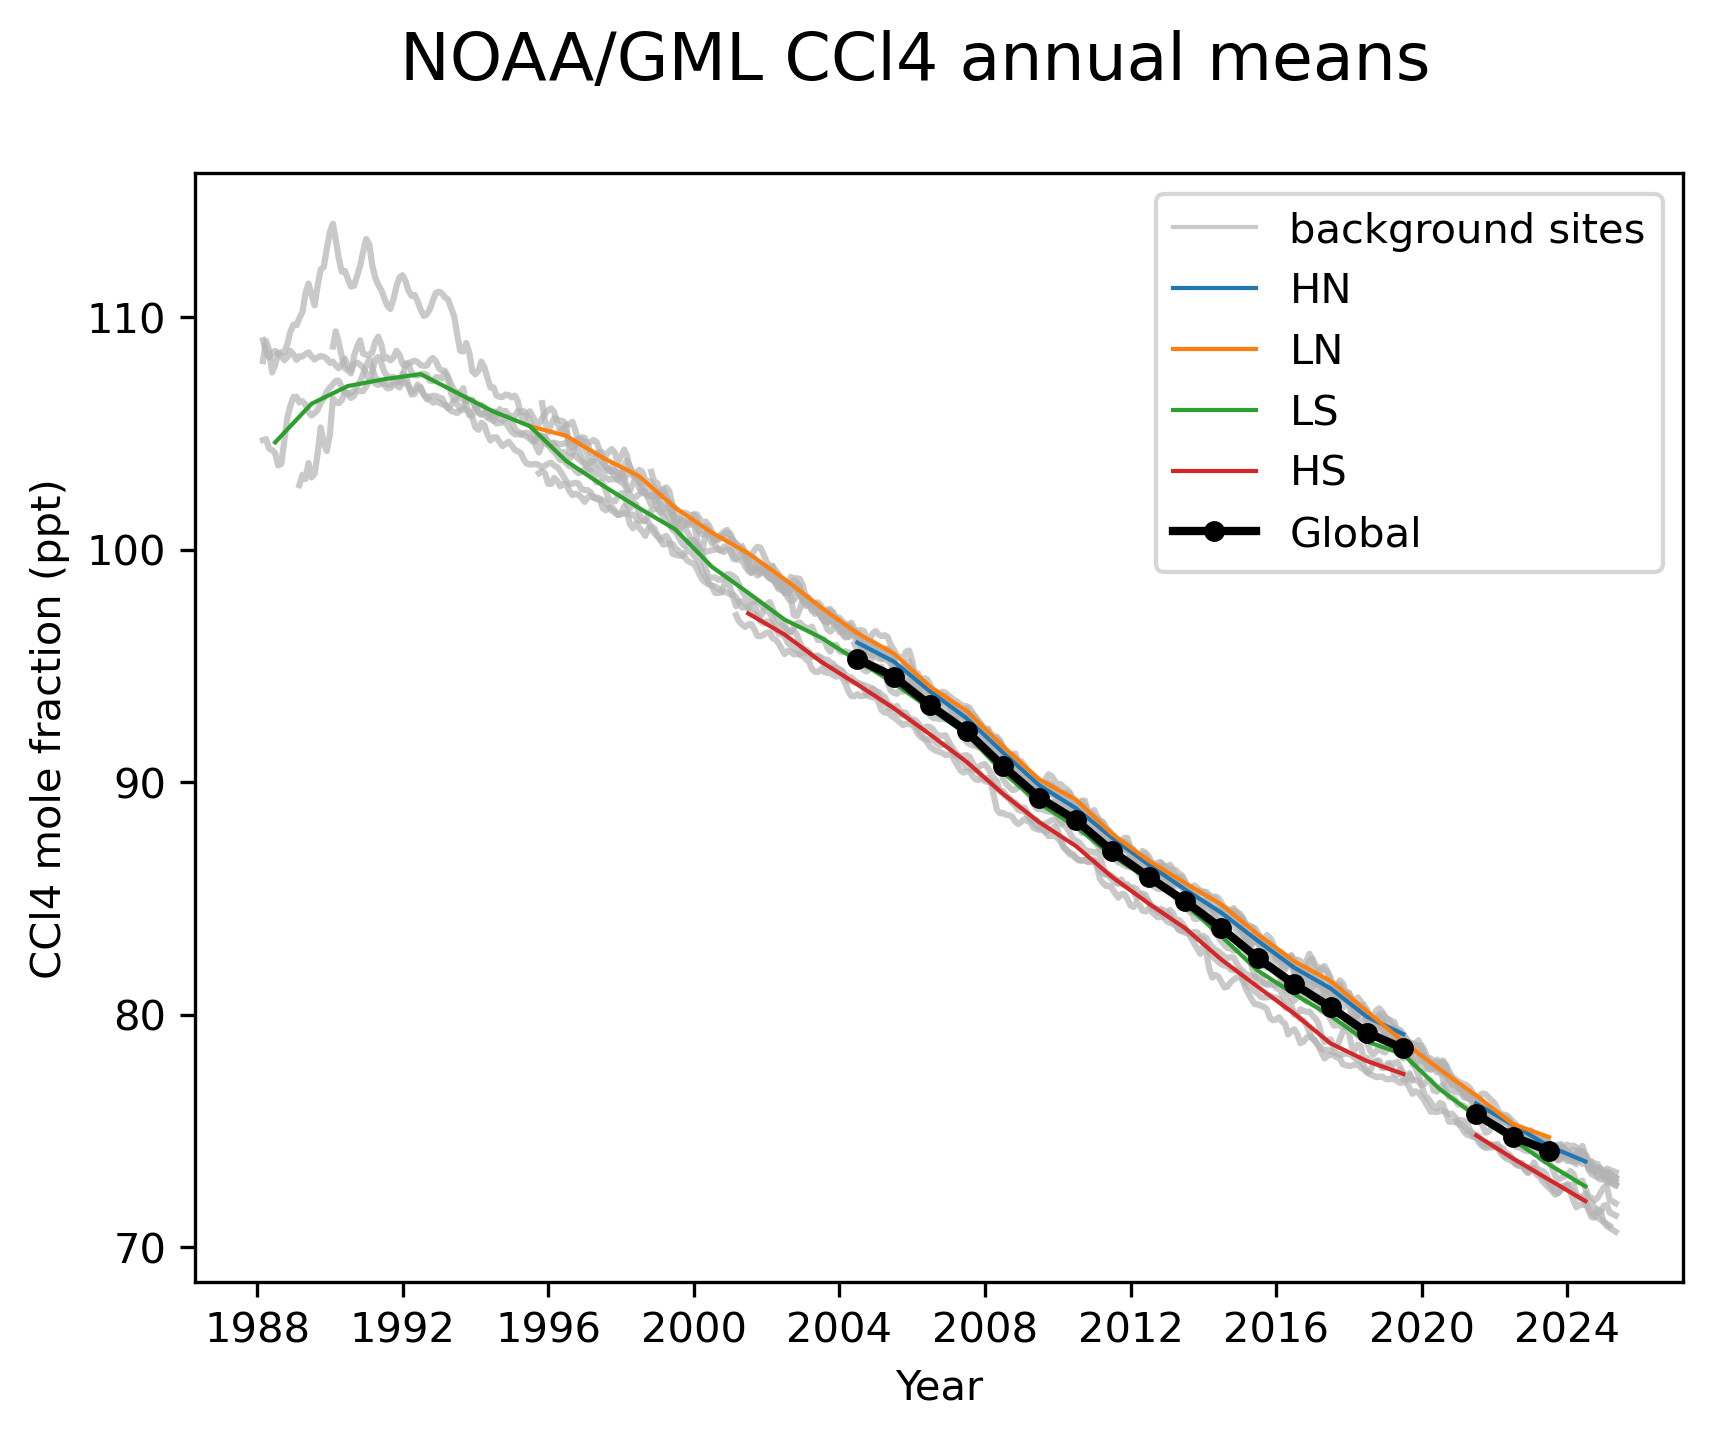 NOAA/GML CCl4 annual means
background sites
HN
LN
LS
HS
Global
CCl4 mole fraction (ppt)
110
100
90
80
70
1988 1992 1996 2000 2004 2008 2012 2016 2020 2024
Year